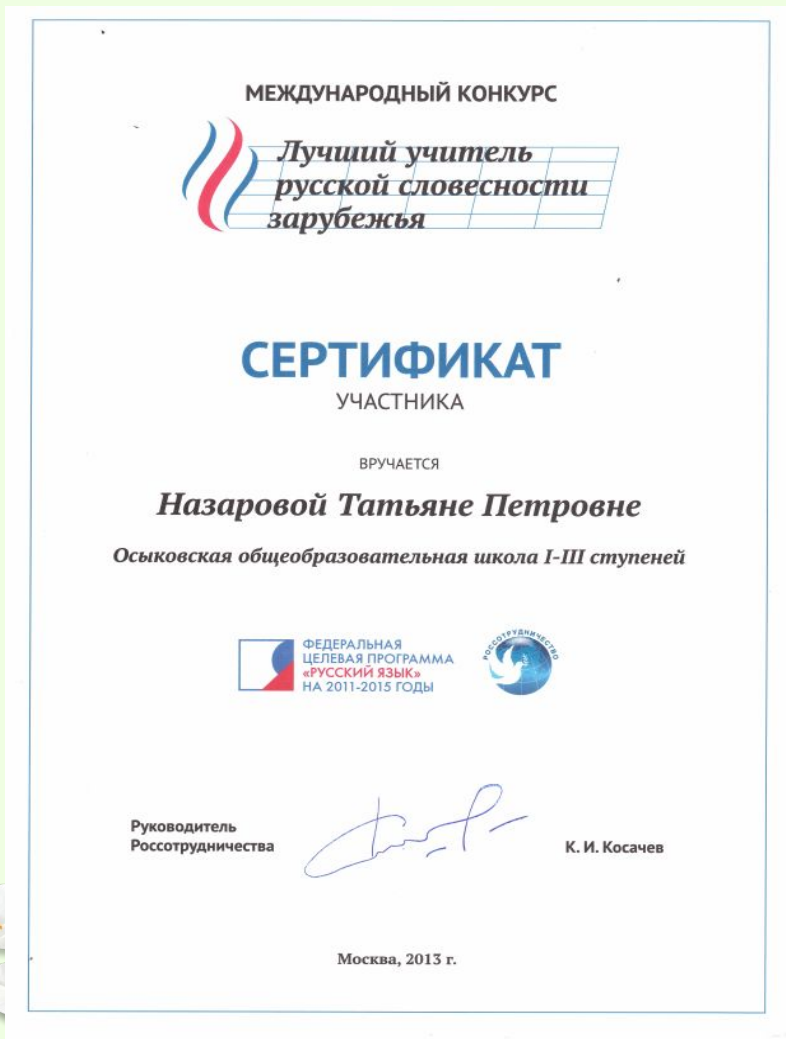 МЕЖДУНАРОДНЫЙ КОНКУРС
Лучший учитель
русской словесности
зарубежья
СЕРТИФИКАТ
УЧАСТНИКА
ВРУЧАЕТСЯ
Назаровой Татьяне Петровне
Осыковская общеобразовательная школа I-III ступеней
ФЕДЕРАЛЬНАЯ
ЦЕЛЕВАЯ ПРОГРАММА
«РУССКИЙ ЯЗЫК»
НА 2011-2015 ГОДЫ
РОССОТРУДНИЧЕСТВО
Руководитель
Россотрудничества
К. И. Косачев
Москва, 2013 г.